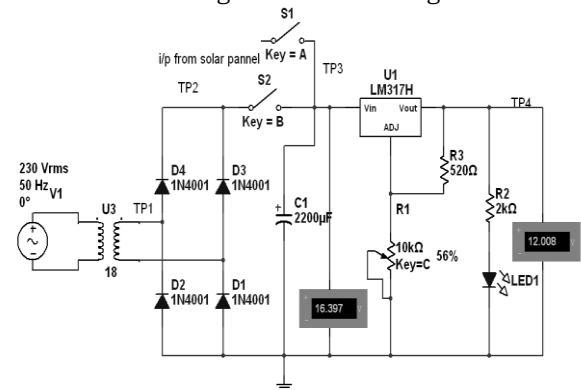 S1
i/p from solar pannel Key = A
TP3
TP2
S2
Key = B
U1
LM317H
Vin Vout
ADJ
TP4
230 Vrms
50 Hz
0°
V1
U3
TP1
18
D4
1N4001
D3
1N4001
D2
1N4001
D1
1N4001
C1
2200µF
R3
520Ω
R1
10kΩ
Key=C
56%
R2
2kΩ
LED1
16.397 V
12.008 V